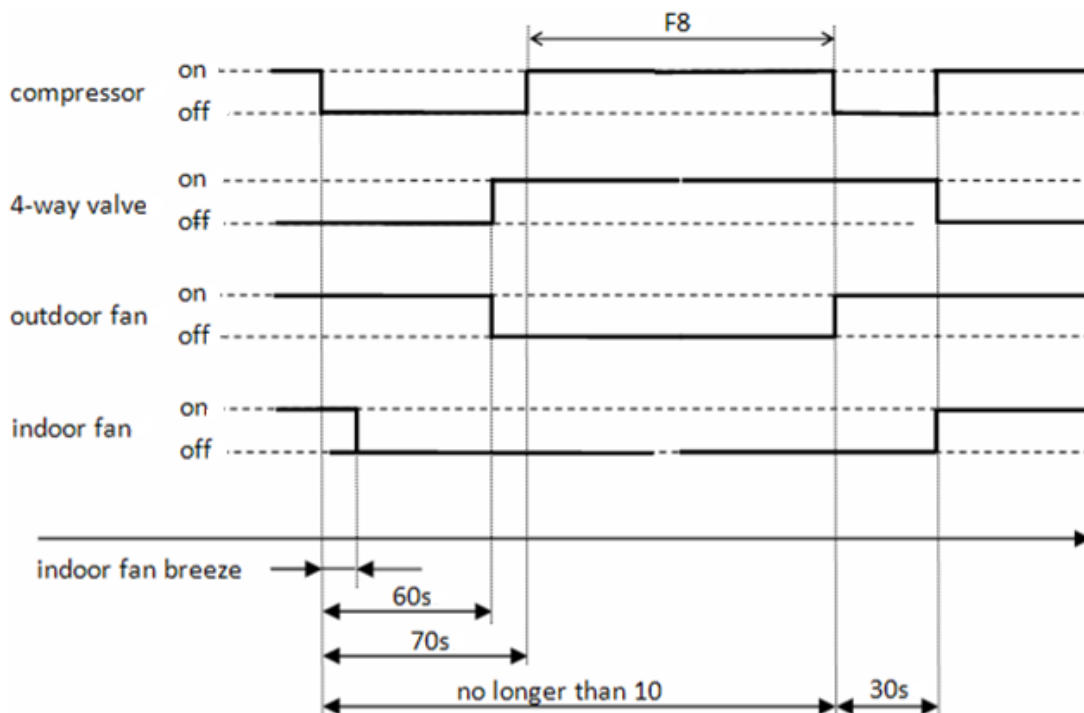 F8
on
compressor
off
on
4-way valve
off
on
outdoor fan
off
on
indoor fan
off
indoor fan breeze
60s
70s
no longer than 10
30s